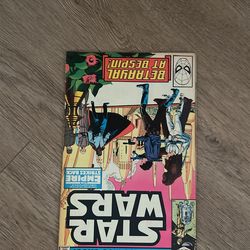 STAR
WARS
EMPIRE
STRIKES BACK
BETRAYAL
AT BESPIN!